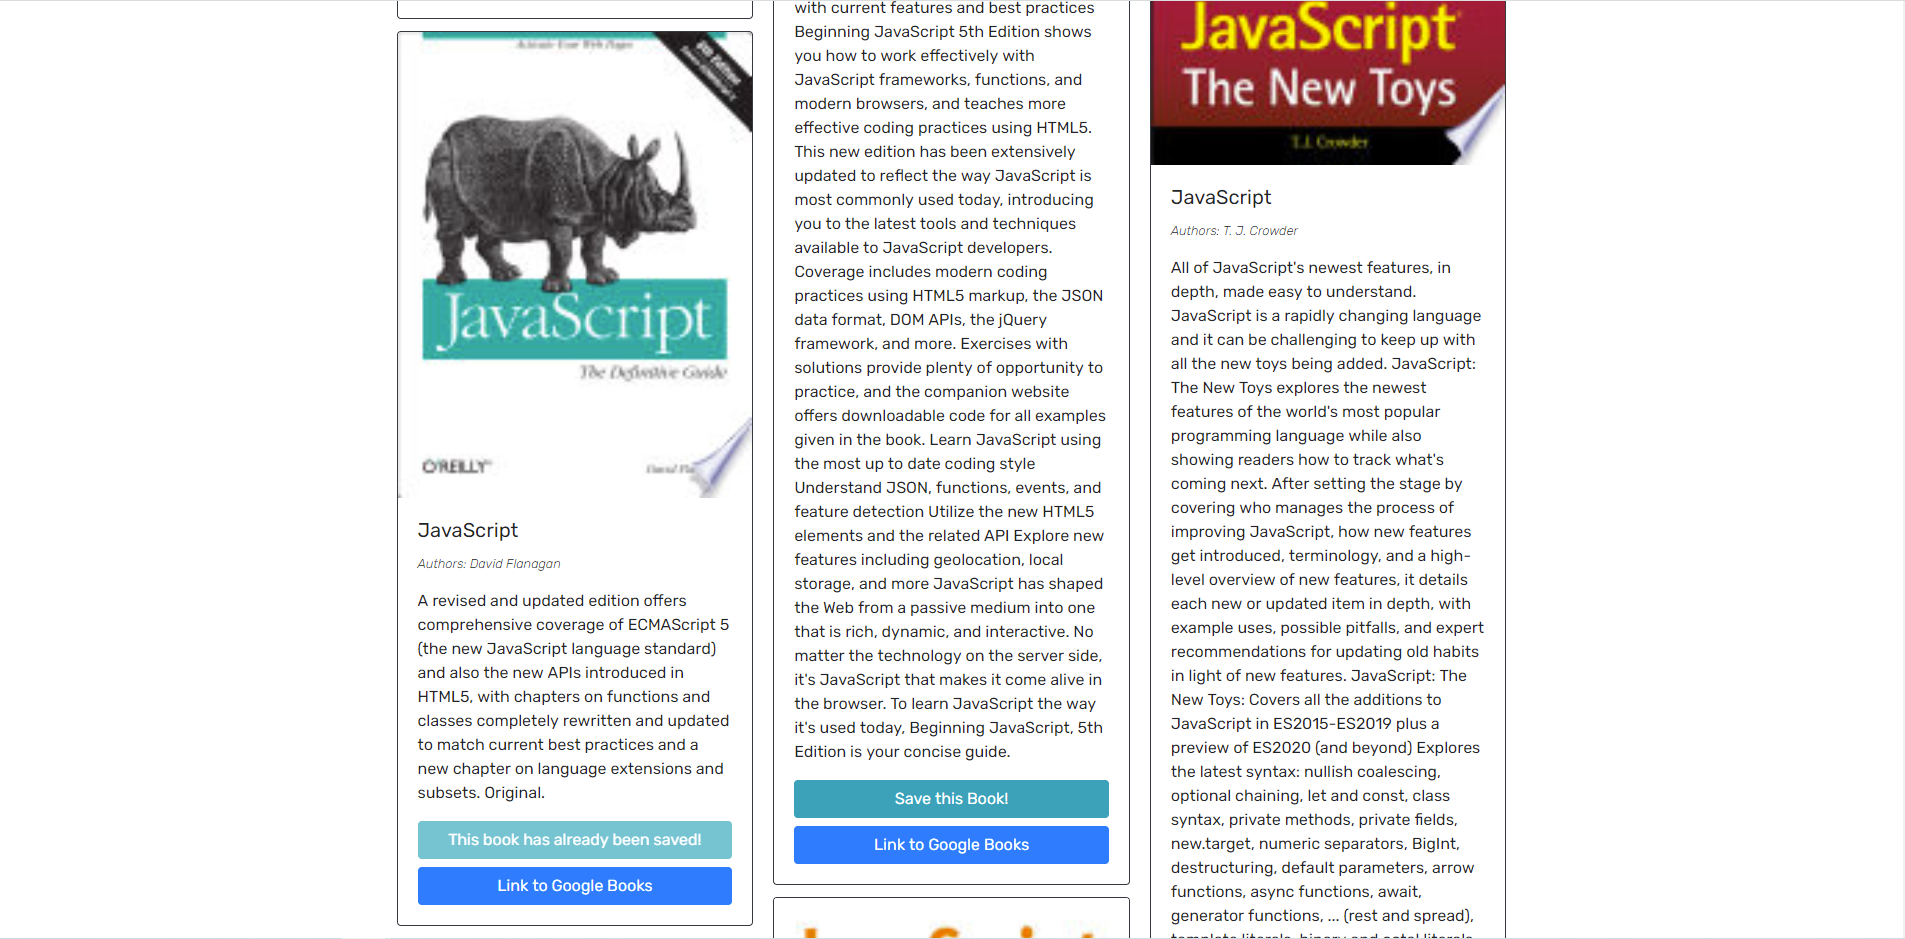 JavaScript
The Definitive Guide
O'REILLY
JavaScript
Authors: David Flanagan
A revised and updated edition offers
comprehensive coverage of ECMAScript 5
(the new JavaScript language standard)
and also the new APIs introduced in
HTML5, with chapters on functions and
classes completely rewritten and updated
to match current best practices and a
new chapter on language extensions and
subsets. Original.
This book has already been saved!
Link to Google Books
with current features and best practices
Beginning JavaScript 5th Edition shows
you how to work effectively with
JavaScript frameworks, functions, and
modern browsers, and teaches more
effective coding practices using HTML5.
This new edition has been extensively
updated to reflect the way JavaScript is
most commonly used today, introducing
you to the latest tools and techniques
available to JavaScript developers.
Coverage includes modern coding
practices using HTML5 markup, the JSON
data format, DOM APIs, the jQuery
framework, and more. Exercises with
solutions provide plenty of opportunity to
practice, and the companion website
offers downloadable code for all examples
given in the book. Learn JavaScript using
the most up to date coding style
Understand JSON, functions, events, and
feature detection Utilize the new HTML5
elements and the related API Explore new
features including geolocation, local
storage, and more JavaScript has shaped
the Web from a passive medium into one
that is rich, dynamic, and interactive. No
matter the technology on the server side,
it's JavaScript that makes it come alive in
the browser. To learn JavaScript the way
it's used today, Beginning JavaScript, 5th
Edition is your concise guide.
Save this Book!
Link to Google Books
JavaScript
JavaScript
The New Toys
T.J. Crowder
JavaScript
Authors: T. J. Crowder
All of JavaScript's newest features, in
depth, made easy to understand.
JavaScript is a rapidly changing language
and it can be challenging to keep up with
all the new toys being added. JavaScript:
The New Toys explores the newest
features of the world's most popular
programming language while also
showing readers how to track what's
coming next. After setting the stage by
covering who manages the process of
improving JavaScript, how new features
get introduced, terminology, and a high-
level overview of new features, it details
each new or updated item in depth, with
example uses, possible pitfalls, and expert
recommendations for updating old habits
in light of new features. JavaScript: The
New Toys: Covers all the additions to
JavaScript in ES2015-ES2019 plus a
preview of ES2020 (and beyond) Explores
the latest syntax: nullish coalescing,
optional chaining, let and const, class
syntax, private methods, private fields,
new.target, numeric separators, BigInt,
destructuring, default parameters, arrow
functions, async functions, await,
generator functions, ... (rest and spread),
template literals, binary and octal literals,